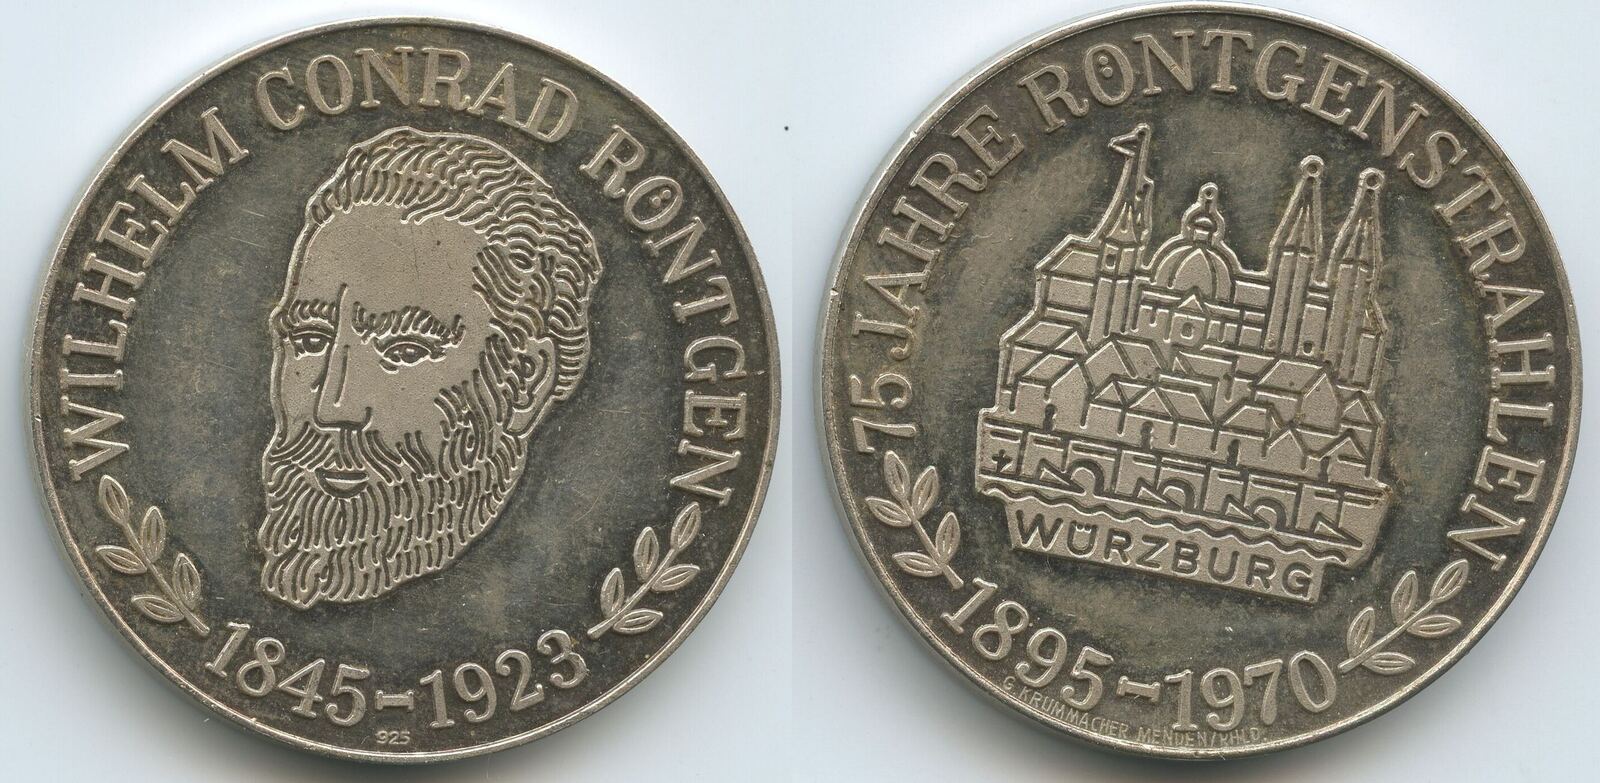 WILHELM CONRAD RÖNTGEN
1845-1923
925
75 JAHRE RÖNTGENSTRAHLEN
WÜRZBURG
1895-1970
G. KRUMMACHER MENDEN/RHLD.